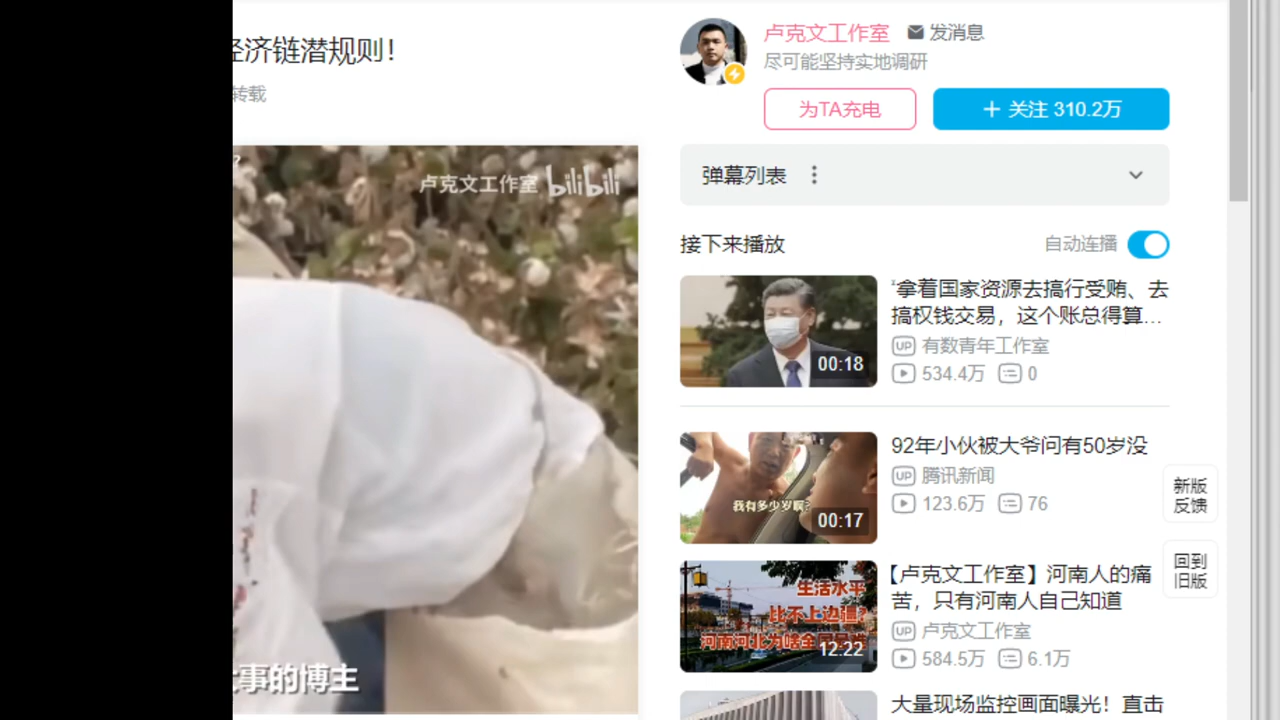 经济链潜规则！
转载
卢克文工作室 bilibili
事的博主
卢克文工作室 发消息
尽可能坚持实地调研
为TA充电
+ 关注 310.2万
弹幕列表
接下来播放
自动连播
"拿着国家资源去搞行受贿、去
搞权钱交易，这个账总得算...
UP 有数青年工作室
534.4万 0
00:18
92年小伙被大爷问有50岁没
UP 腾讯新闻
123.6万 76
我有多少岁啊?
00:17
新版
反馈
回到
旧版
【卢克文工作室】河南人的痛
苦，只有河南人自己知道
UP 卢克文工作室
584.5万 6.1万
生活水平
比不上边疆?
河南河北为啥全
12:22
大量现场监控画面曝光！直击